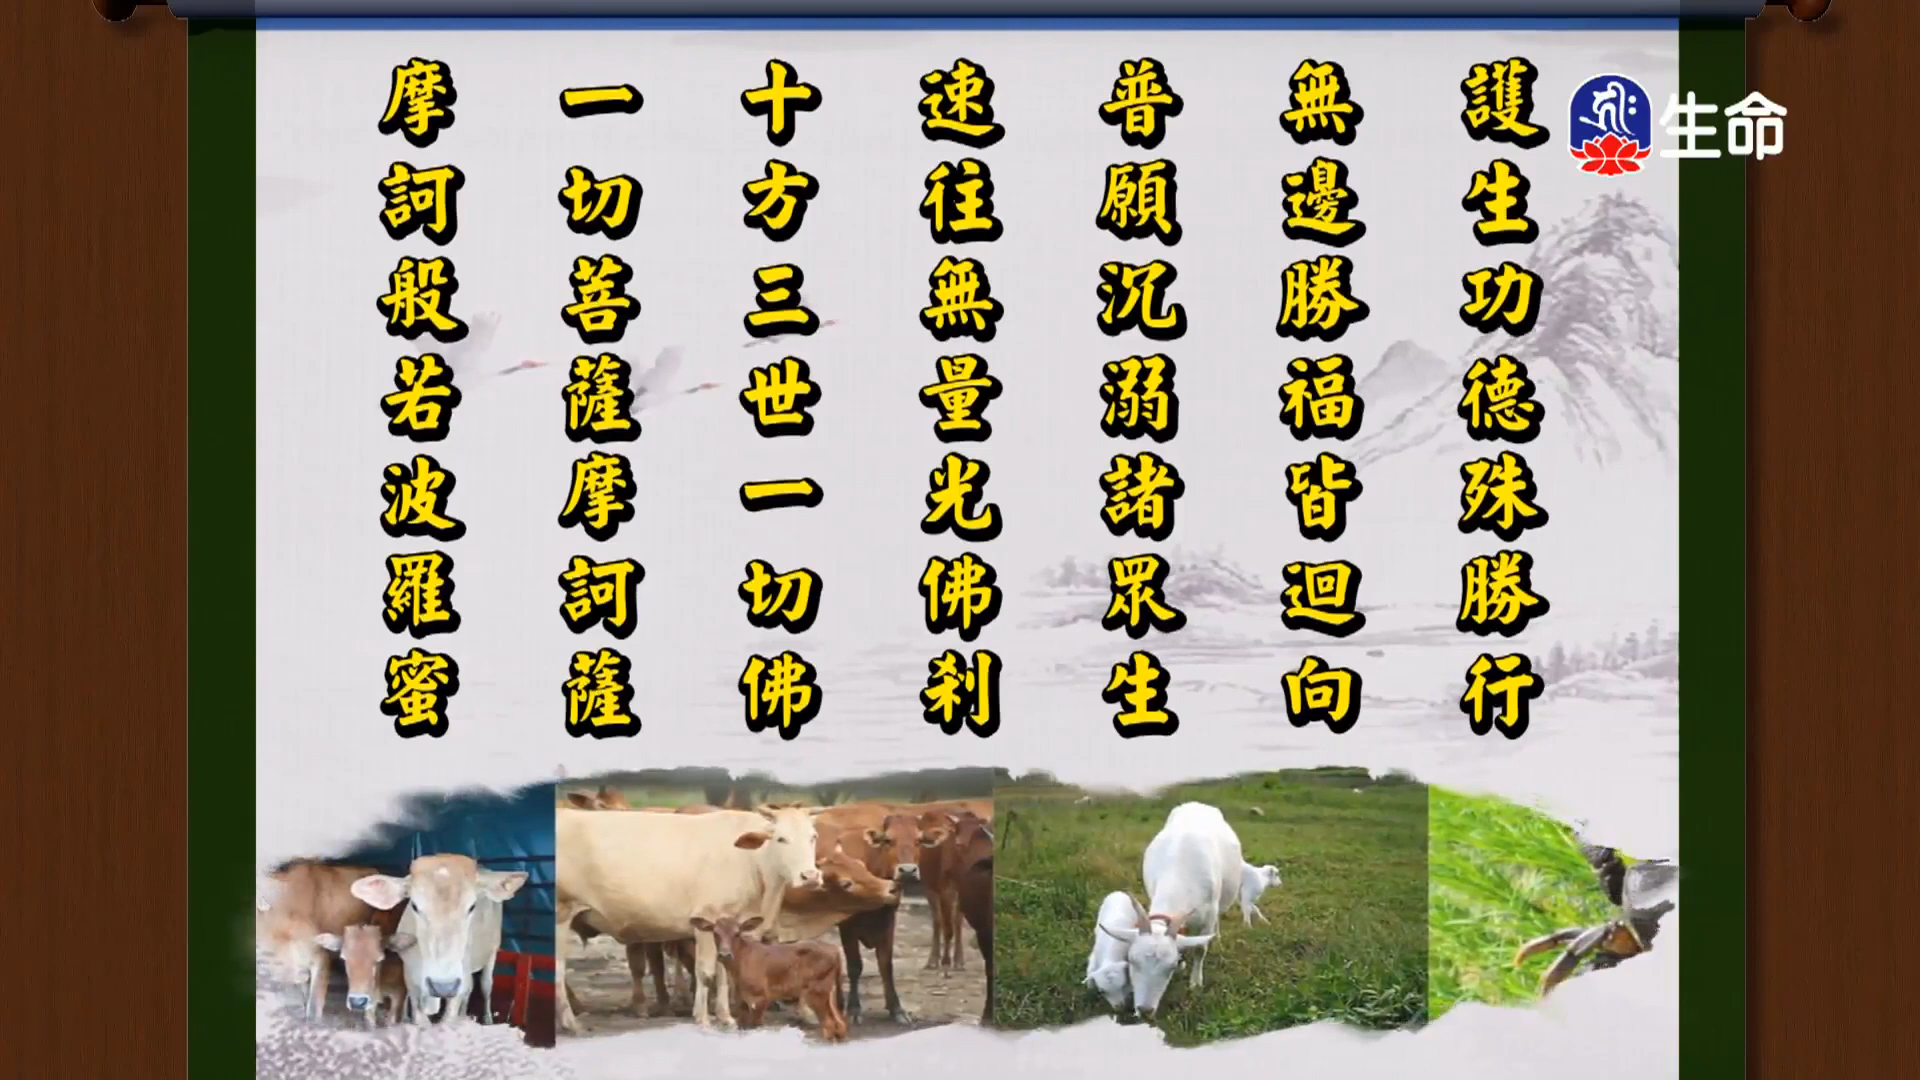 護生功德殊勝行
無邊勝福皆迴向
普願沉溺諸眾生
速往無量光佛剎
十方三世一切佛
一切菩薩摩訶薩
摩訶般若波羅蜜
生命